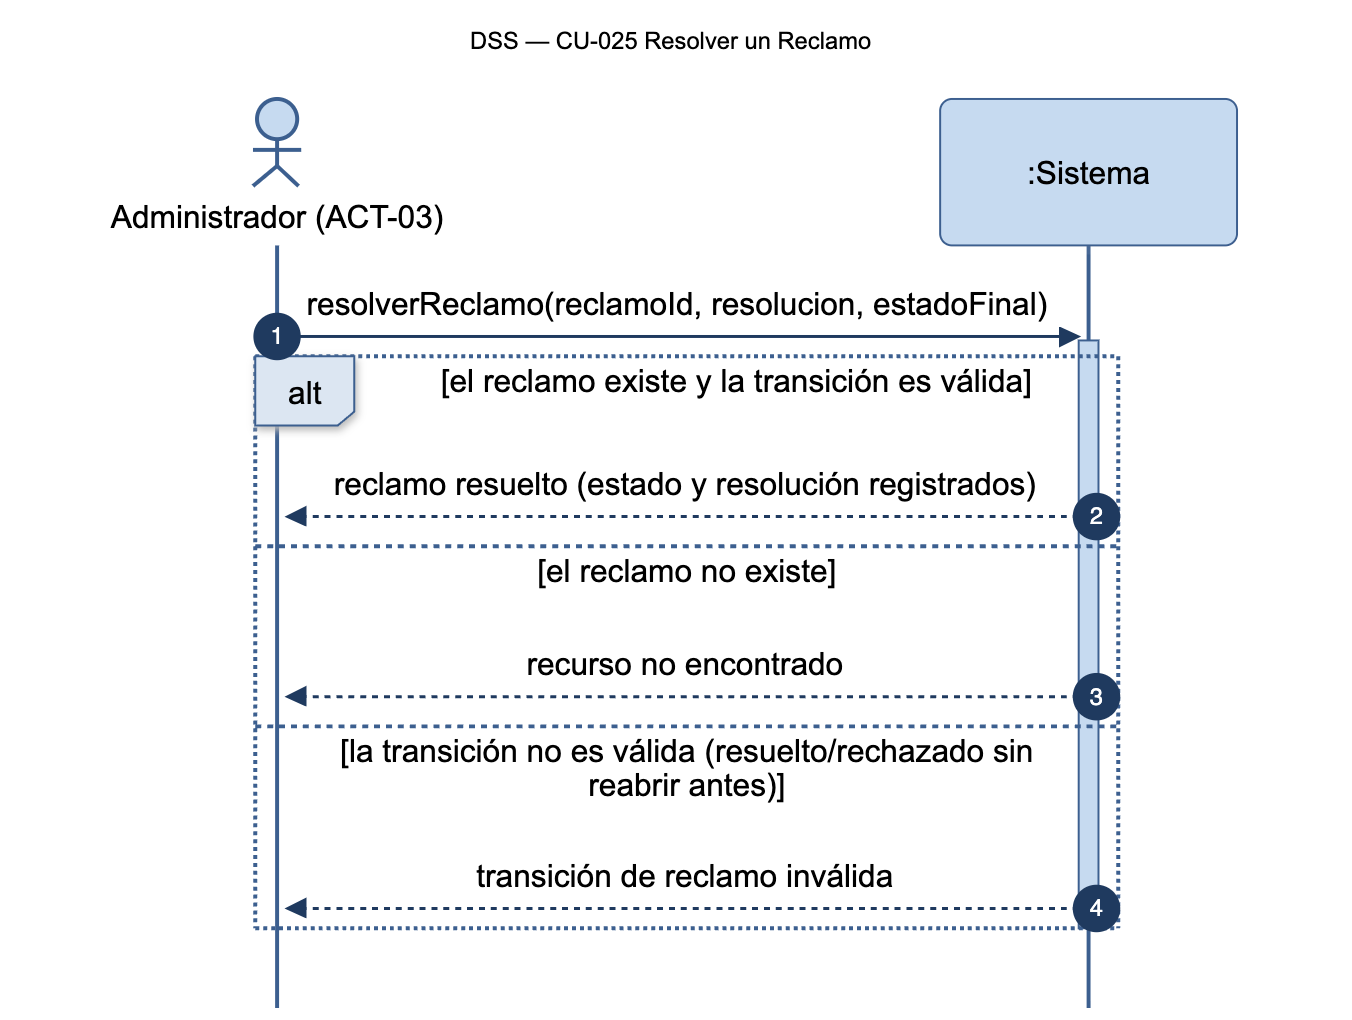 DSS — CU-025 Resolver un Reclamo
:Sistema
Administrador (ACT-03)
resolverReclamo(reclamoId, resolucion, estadoFinal)
1
alt
[el reclamo existe y la transición es válida]
reclamo resuelto (estado y resolución registrados)
2
[el reclamo no existe]
recurso no encontrado
3
[la transición no es válida (resuelto/rechazado sin
reabrir antes)]
transición de reclamo inválida
4